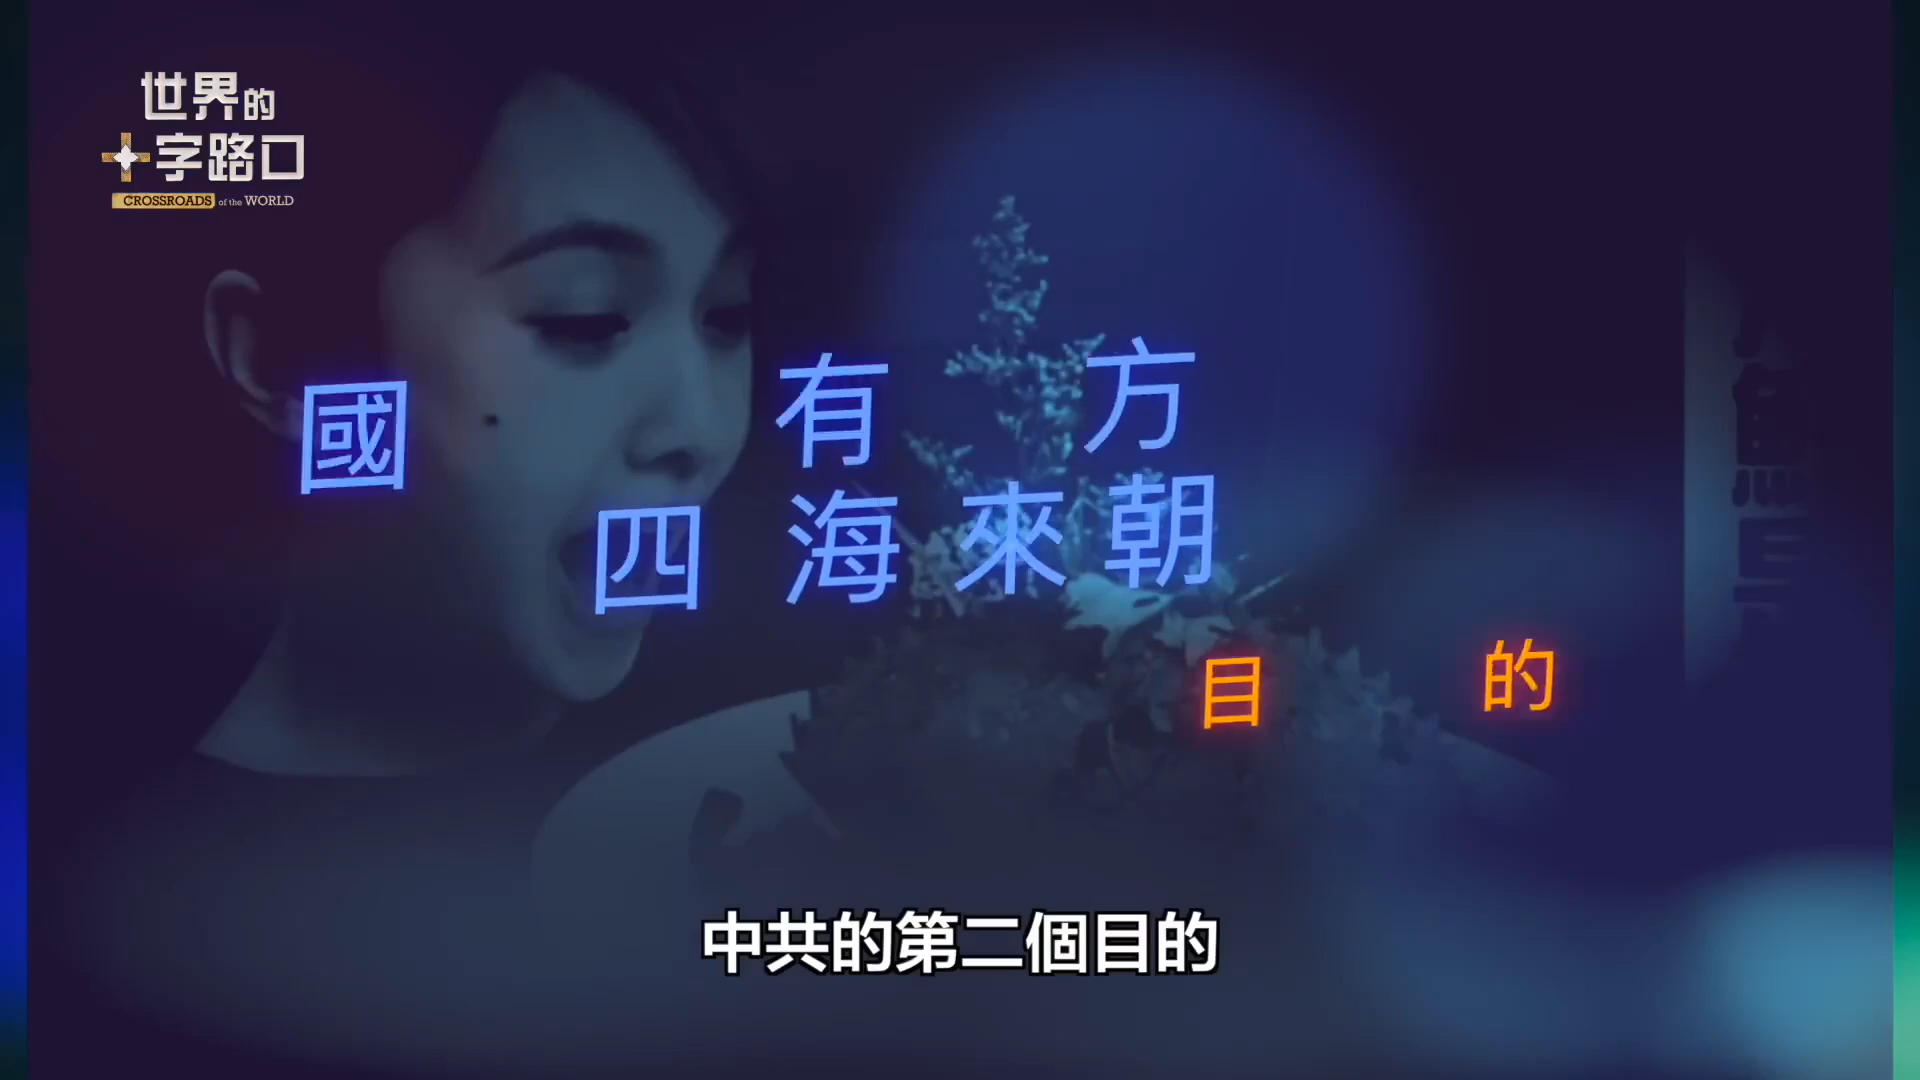 世界的
十字路口
CROSSROADS of the WORLD
國 有 方
四海來朝
目 的
中共的第二個目的